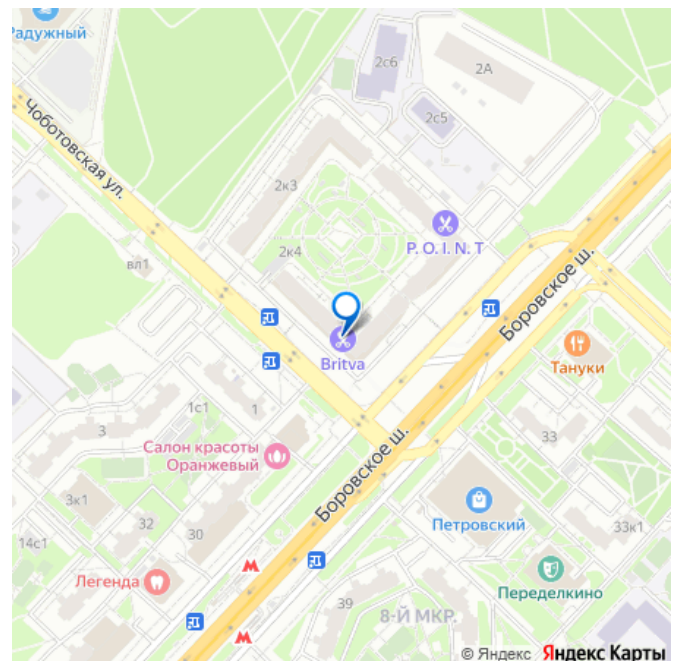 Радужный
2с6
2А
2с5
Чоботовская ул.
2к3
P. O. I. N. T
2к4
вл1
Боровское ш.
Britva
Тануки
1с1
1
3
Салон красоты
Оранжевый
33
Боровское ш.
3к1
32
30
Петровский
33к1
14с1
Легенда
Переделкино
39
8-Й МКР.
© Яндекс Яндекс Карты